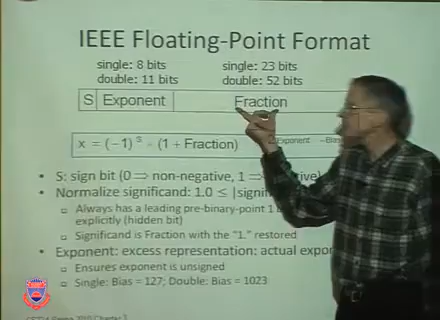 IEEE Floating-Point Format
single: 8 bits
double: 11 bits
single: 23 bits
double: 52 bits
S Exponent Fraction
x = (−1)S · (1 + Fraction) Exponent −Bias
• S: sign bit (0 ⇒ non-negative, 1 ⇒
• Normalize significand: 1.0 ≤
Always has a leading pre-binary-point 1
explicitly (hidden bit)
Significand is Fraction with the "1." restored
• Exponent: excess representation: actual
Ensures exponent is unsigned
Single: Bias = 127; Double: Bias = 1023